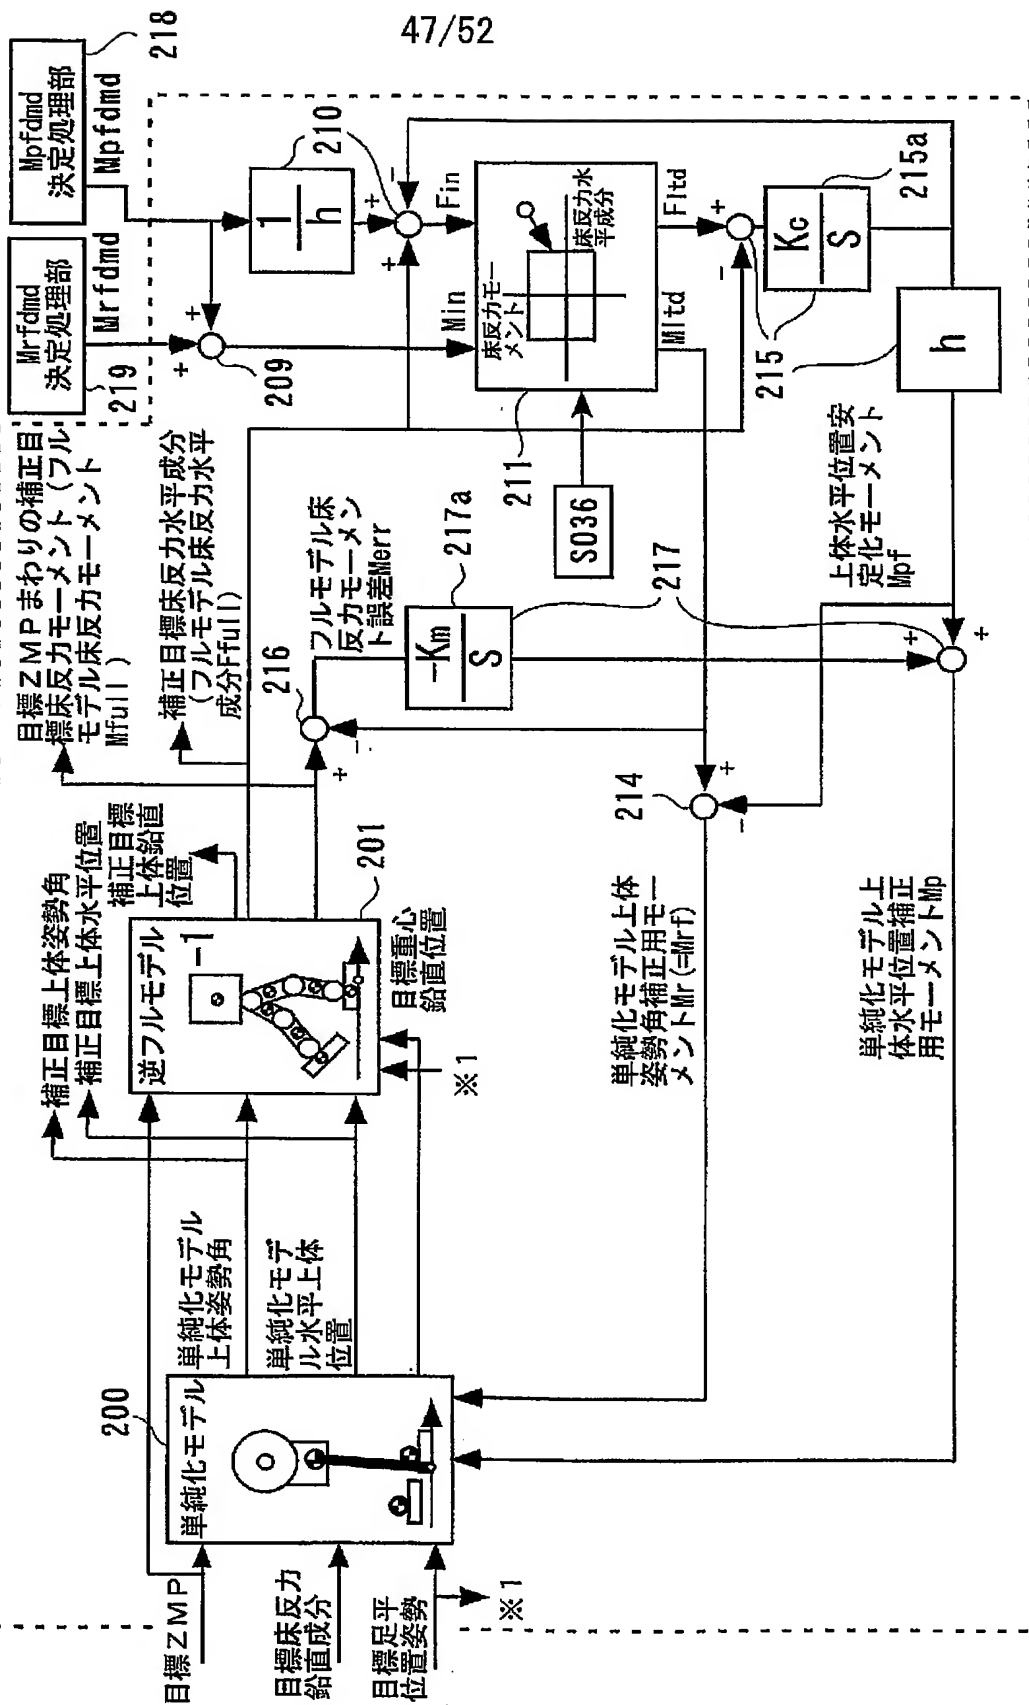 47/52
Mpfdmd
決定処理部
218
Mpfdmd
Mrfdmd
決定処理部
219
Mrfdmd
目標ZMPまわりの補正目
標床反力モーメント(フル
モデル床反力モーメント
Mfull)
補正目標床反力水平成分
(フルモデル床反力水平
成分Ffull)
補正目標上体姿勢角
補正目標上体水平位置
補正目標
上体鉛直
位置
+
+
209
1
h
210
+
+
-
Fin
Min
床反力モー
メント
床反力水
平成分
211
S036
Fltd
Mltd
+
-
Kc
S
215a
215
h
フルモデル床
反力モーメン
ト誤差Merr
216
+
-
-Km
S
217a
217
上体水平位置安
定化モーメント
Mpf
+
+
214
+
-
逆フルモデル
-1
201
目標重心
鉛直位置
※1
単純化モデル
上体姿勢角
単純化モデ
ル水平上体
位置
単純化モデル上体
姿勢角補正用モー
メントMr(=Mrf)
単純化モデル上
体水平位置補正
用モーメントMp
200
単純化モデル
目標ZMP
目標床反力
鉛直成分
目標足平
位置姿勢
※1